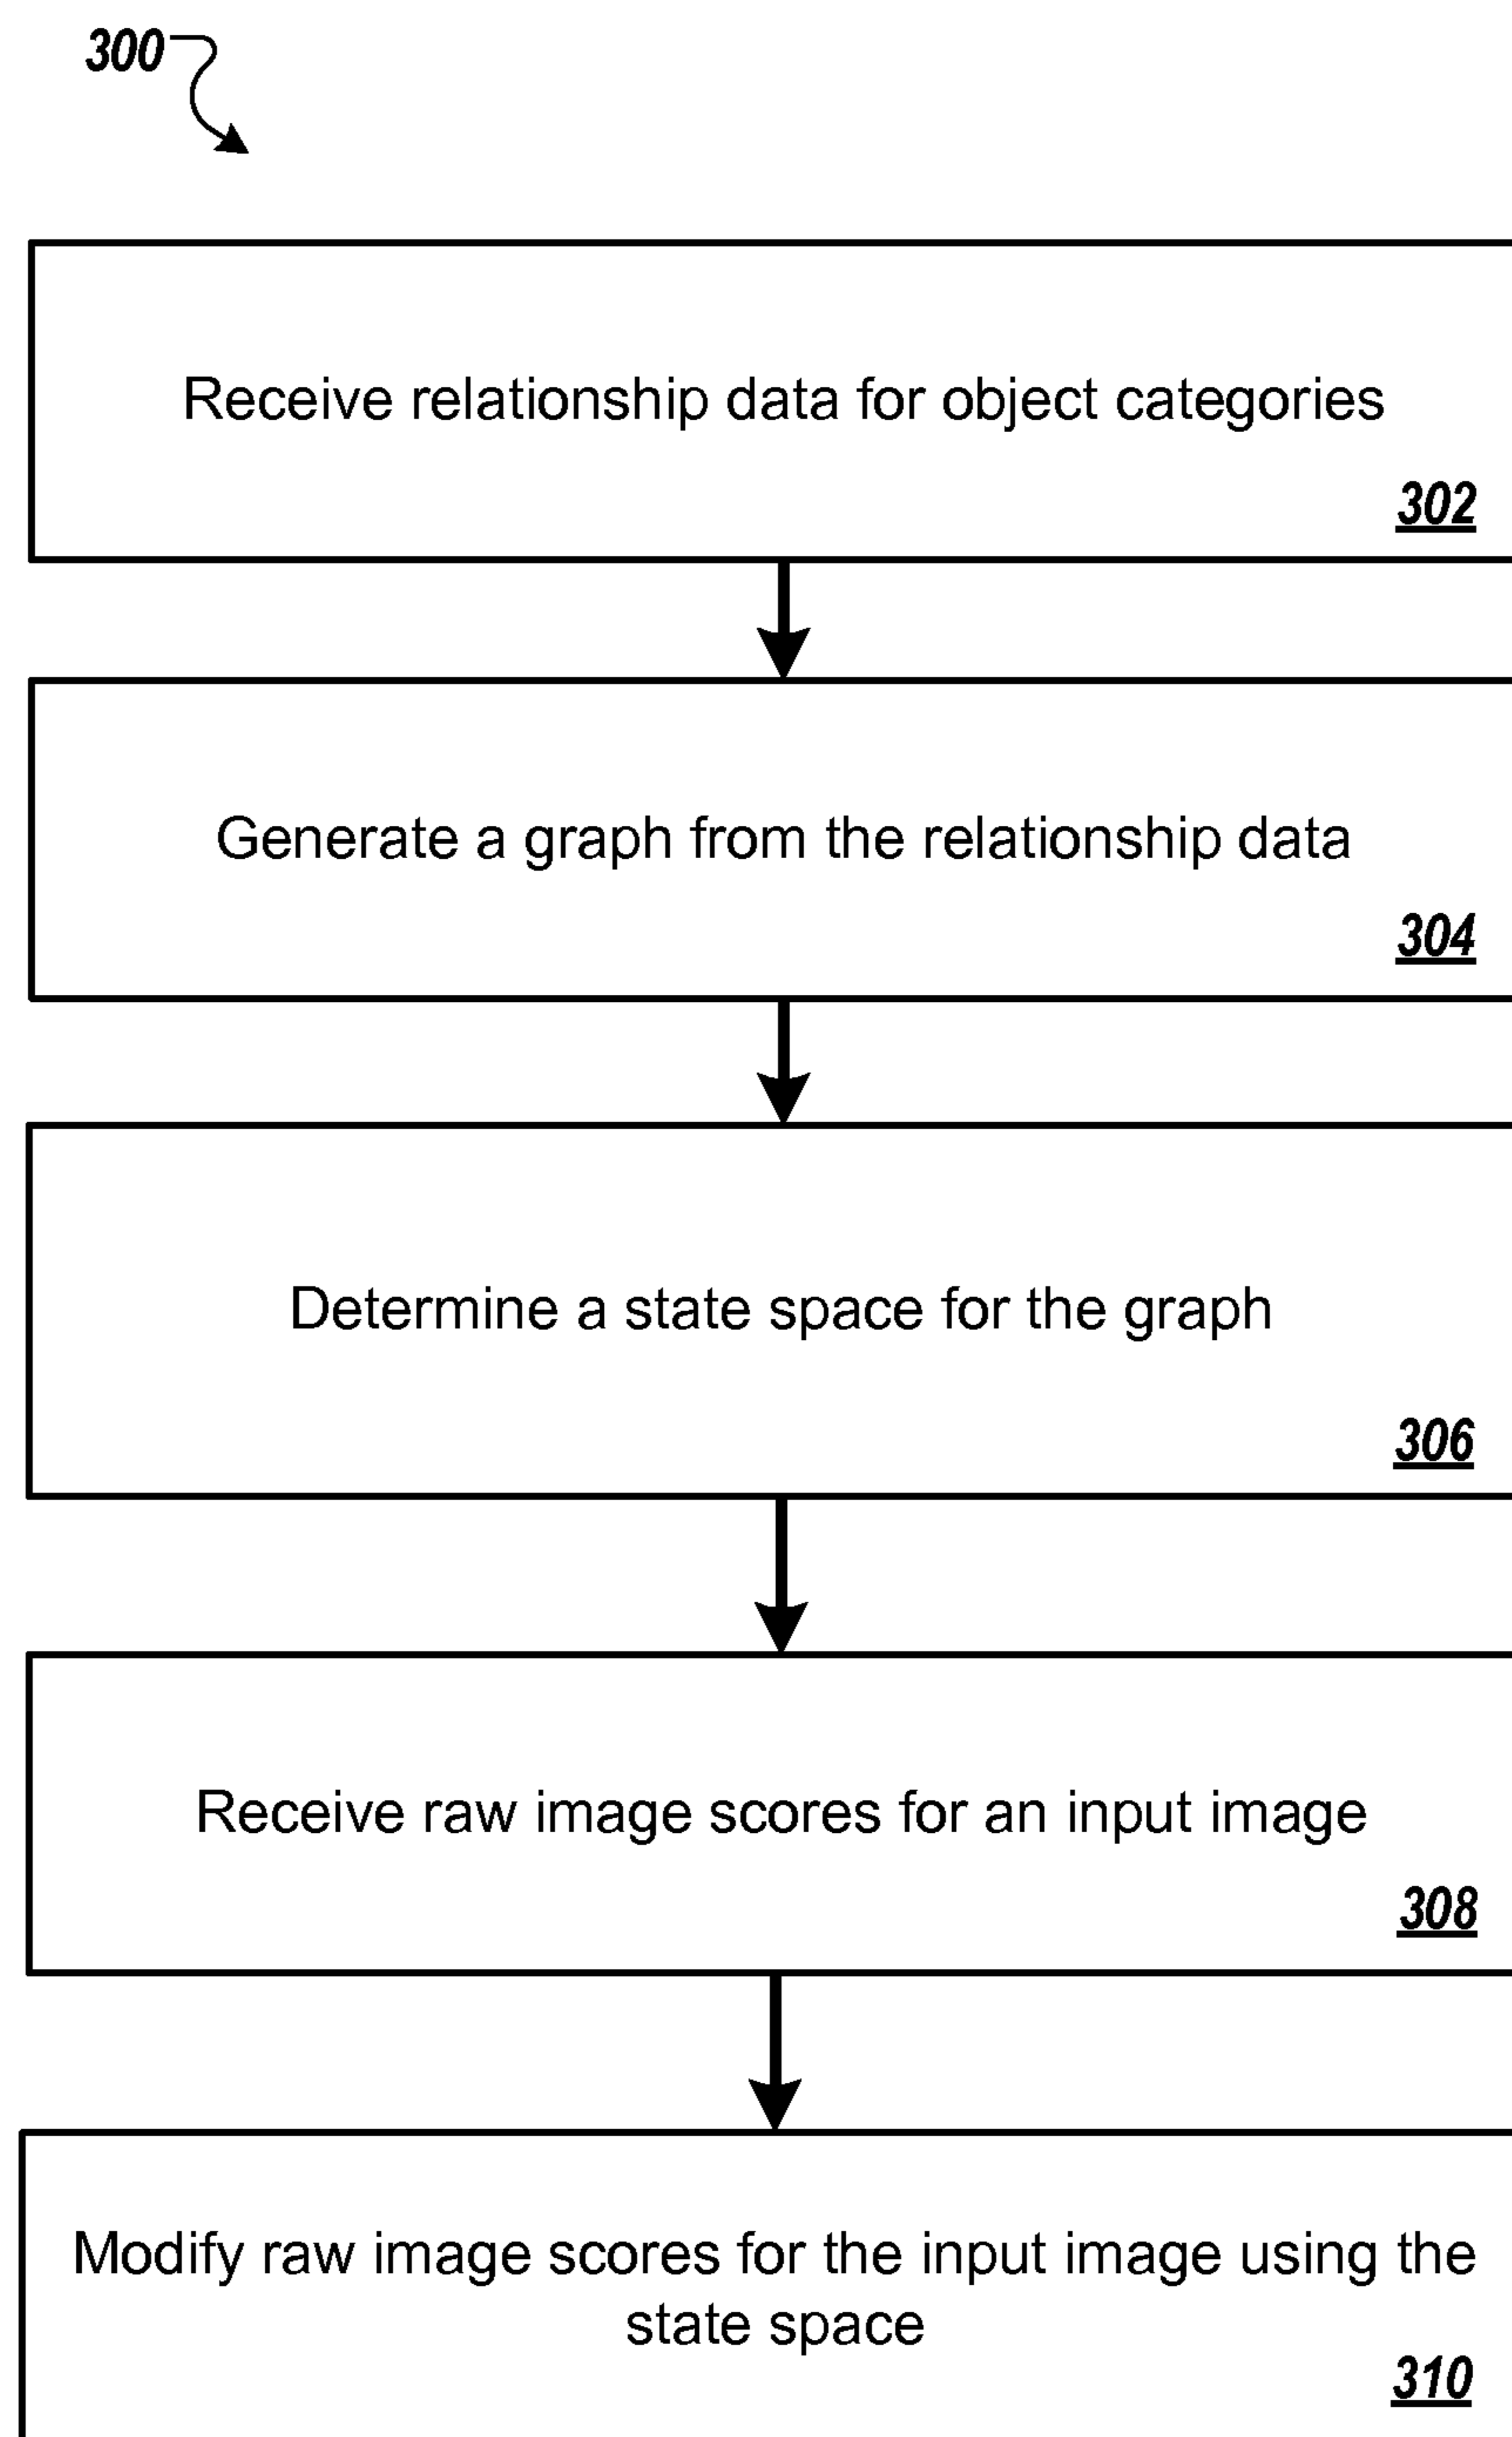 300
Receive relationship data for object categories
302
Generate a graph from the relationship data
304
Determine a state space for the graph
306
Receive raw image scores for an input image
308
Modify raw image scores for the input image using the
state space
310